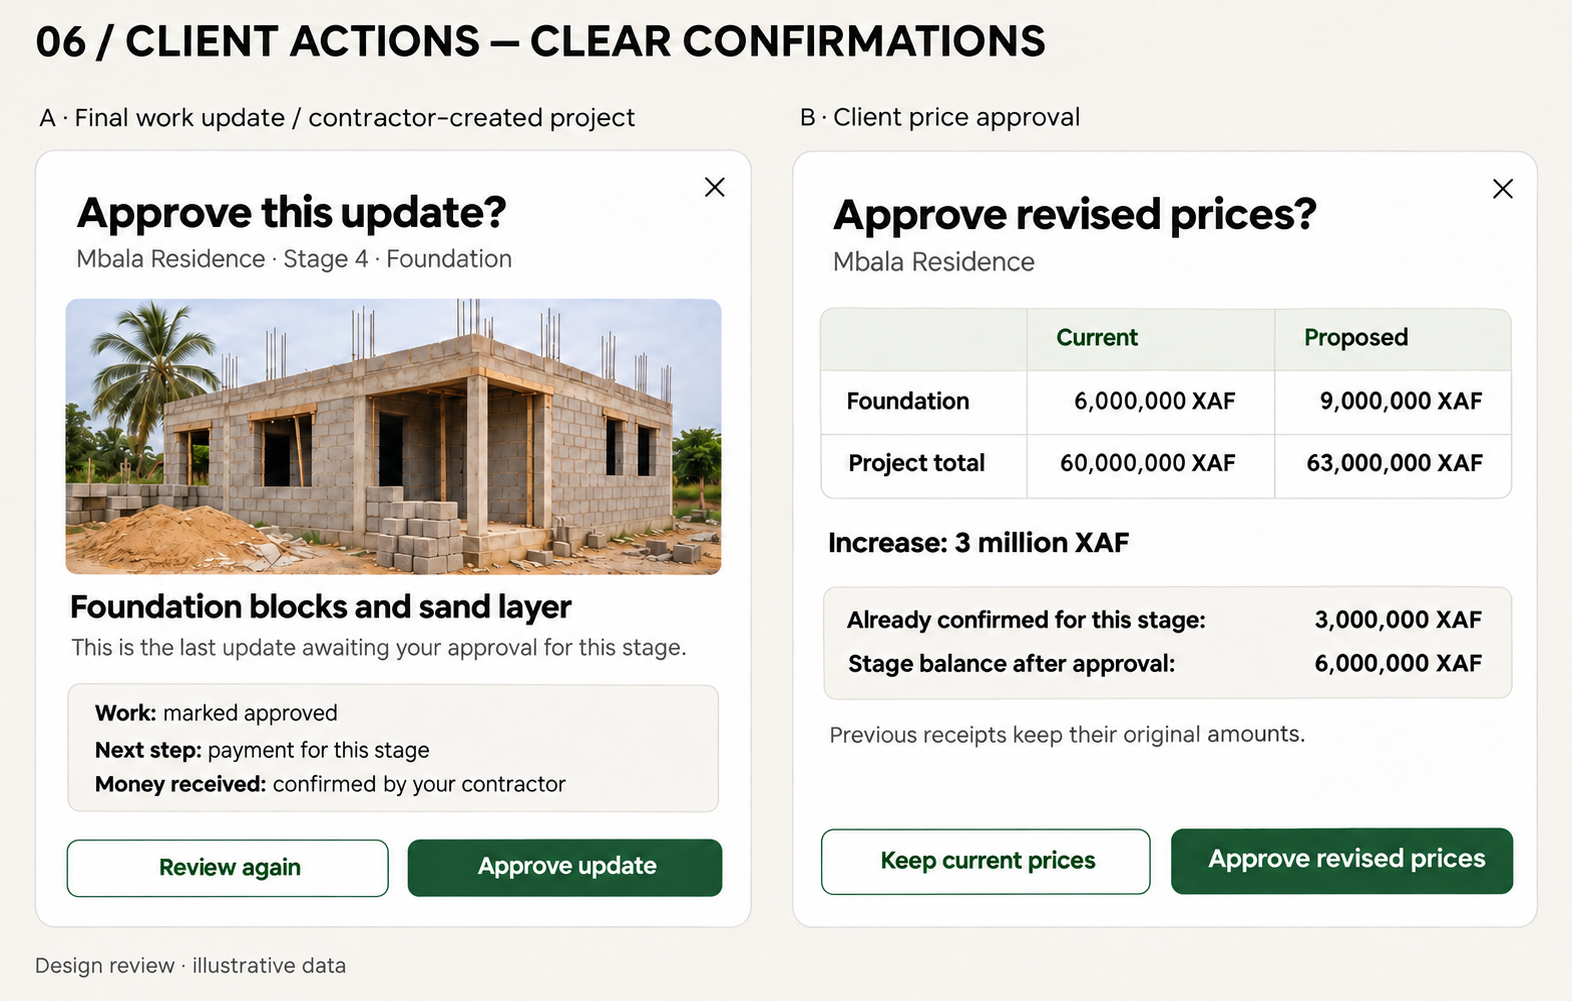 06 / CLIENT ACTIONS — CLEAR CONFIRMATIONS
A · Final work update / contractor-created project
Approve this update?
Mbala Residence · Stage 4 · Foundation
Foundation blocks and sand layer
This is the last update awaiting your approval for this stage.
Work: marked approved
Next step: payment for this stage
Money received: confirmed by your contractor
Review again
Approve update
B · Client price approval
Approve revised prices?
Mbala Residence
Current Proposed
Foundation 6,000,000 XAF 9,000,000 XAF
Project total 60,000,000 XAF 63,000,000 XAF
Increase: 3 million XAF
Already confirmed for this stage: 3,000,000 XAF
Stage balance after approval: 6,000,000 XAF
Previous receipts keep their original amounts.
Keep current prices
Approve revised prices
Design review · illustrative data